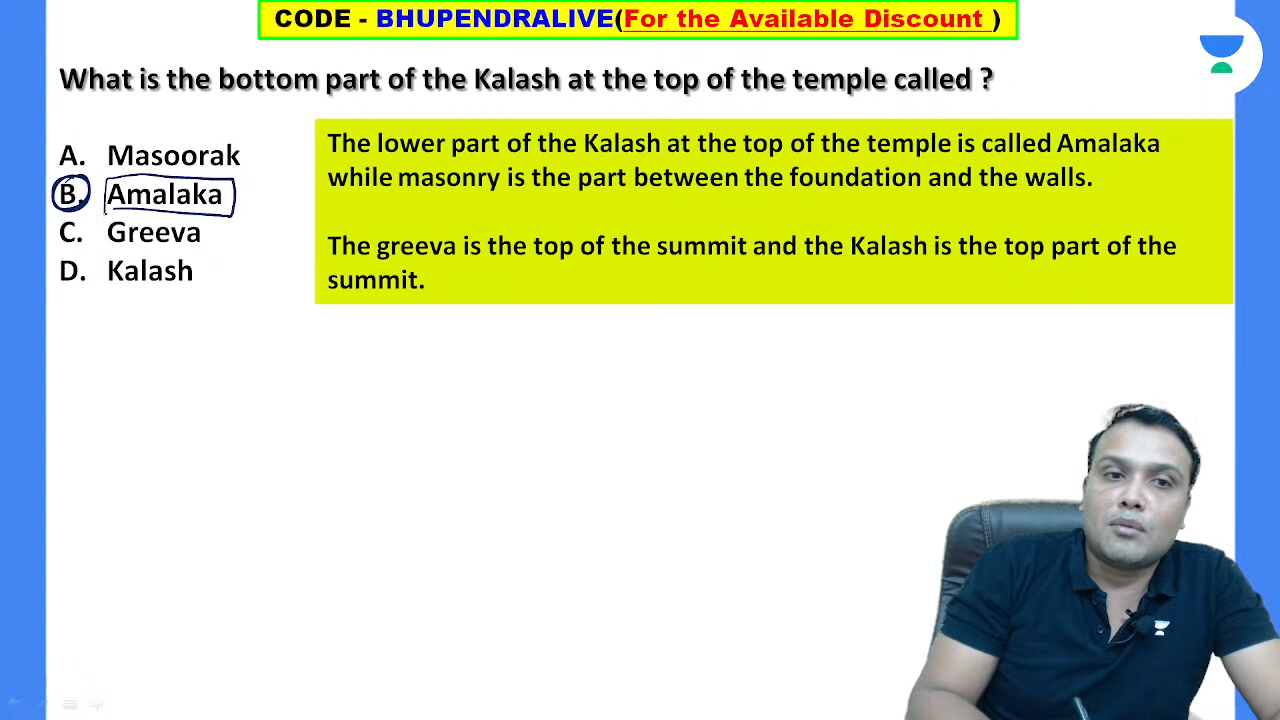 CODE - BHUPENDRALIVE(For the Available Discount )
What is the bottom part of the Kalash at the top of the temple called ?
A. Masoorak
B. Amalaka
C. Greeva
D. Kalash
The lower part of the Kalash at the top of the temple is called Amalaka
while masonry is the part between the foundation and the walls.
The greeva is the top of the summit and the Kalash is the top part of the
summit.